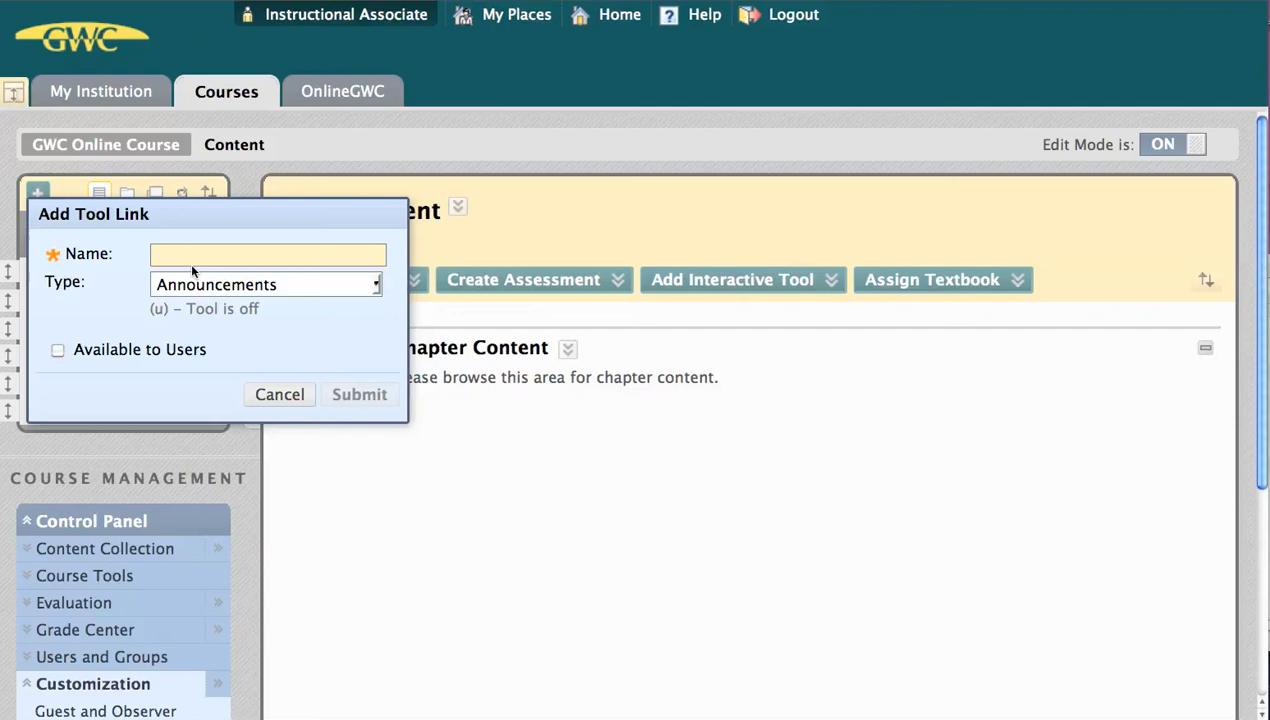 Instructional Associate My Places Home Help Logout
GWC
My Institution Courses OnlineGWC
GWC Online Course Content Edit Mode is: ON
Add Tool Link
ent
Name:
Type: Announcements
(u) – Tool is off
Available to Users
Cancel Submit
Create Assessment Add Interactive Tool Assign Textbook
hapter Content
ease browse this area for chapter content.
COURSE MANAGEMENT
Control Panel
Content Collection
Course Tools
Evaluation
Grade Center
Users and Groups
Customization
Guest and Observer